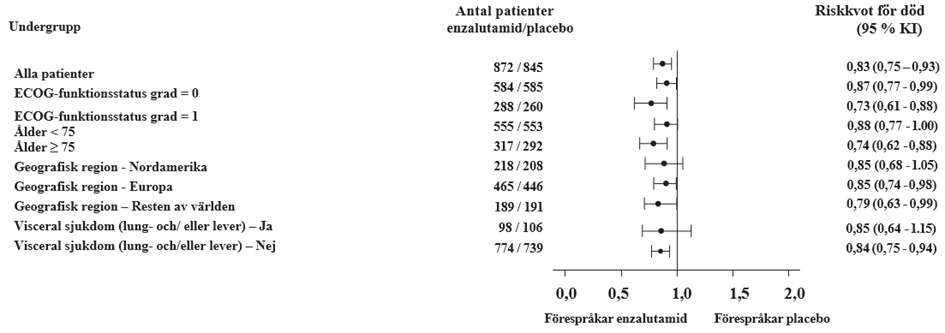 Undergrupp
Antal patienter
enzalutamid/placebo
Riskkvot för död
(95 % KI)
Alla patienter 872 / 845 0,83 (0,75 – 0,93)
ECOG-funktionsstatus grad = 0 584 / 585 0,87 (0,77 - 0,99)
ECOG-funktionsstatus grad = 1 288 / 260 0,73 (0,61 - 0,88)
Ålder < 75 555 / 553 0,88 (0,77 - 1.00)
Ålder ≥ 75 317 / 292 0,74 (0,62 - 0,88)
Geografisk region - Nordamerika 218 / 208 0,85 (0,68 - 1.05)
Geografisk region - Europa 465 / 446 0,85 (0,74 - 0,98)
Geografisk region – Resten av världen 189 / 191 0,79 (0,63 - 0,99)
Visceral sjukdom (lung- och/ eller lever) – Ja 98 / 106 0,85 (0,64 - 1.15)
Visceral sjukdom (lung- och/eller lever) – Nej 774 / 739 0,84 (0,75 - 0,94)
0,0 0,5 1,0 1,5 2,0
Förespråkar enzalutamid Förespråkar placebo